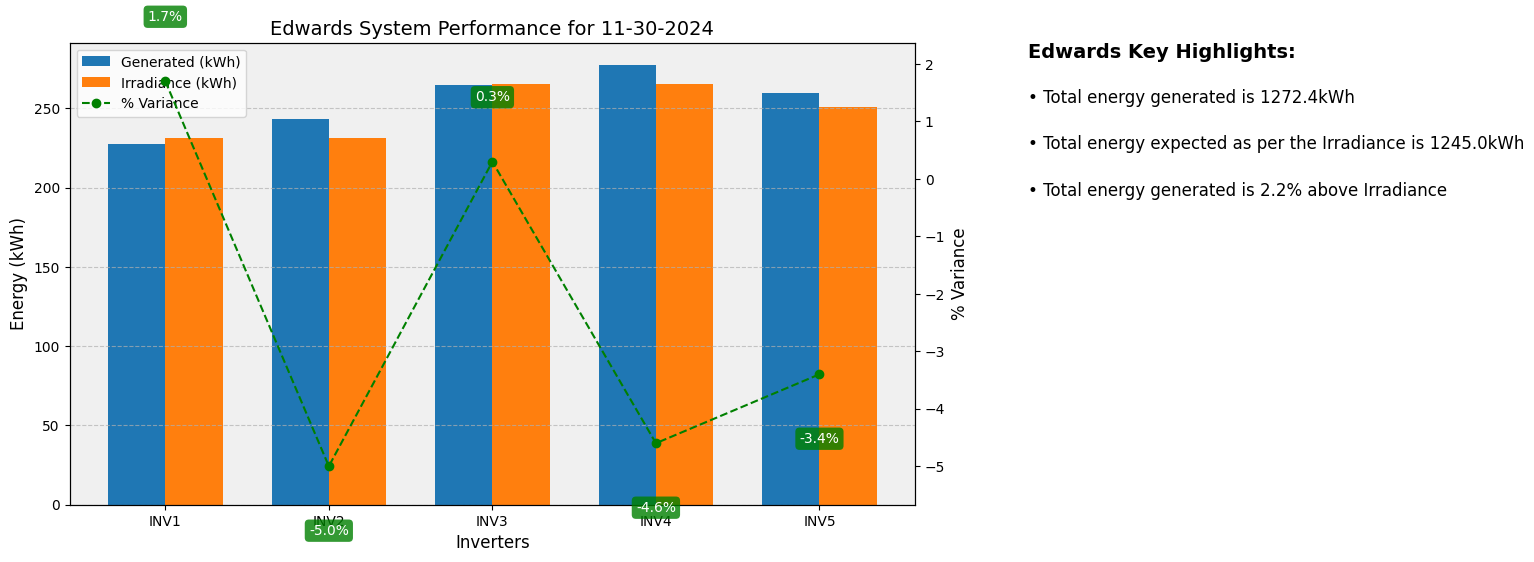 1.7%
Edwards System Performance for 11-30-2024
Generated (kWh)
Irradiance (kWh)
% Variance
0.3%
-5.0%
-4.6%
-3.4%
Energy (kWh)
250
200
150
100
50
0
INV1
INV2
INV3
INV4
INV5
Inverters
2
1
0
−1
−2
−3
−4
−5
% Variance
Edwards Key Highlights:
• Total energy generated is 1272.4kWh
• Total energy expected as per the Irradiance is 1245.0kWh
• Total energy generated is 2.2% above Irradiance